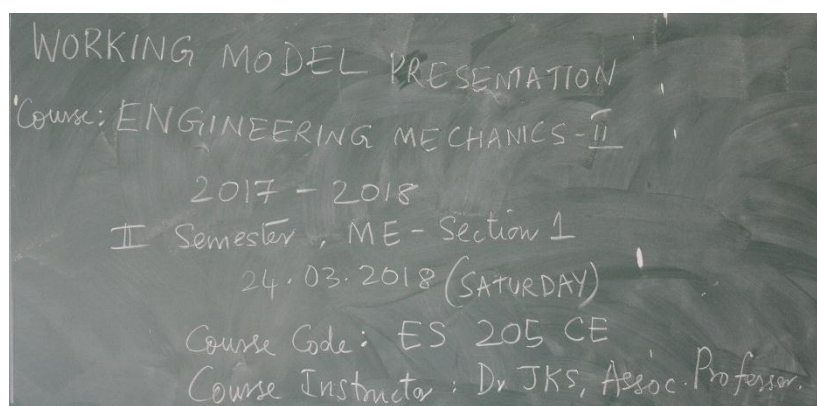 WORKING MODEL PRESENTATION
Course: ENGINEERING MECHANICS-II
2017 - 2018
II Semester, ME - Section 1
24.03.2018 (SATURDAY)
Course Code: ES 205 CE
Course Instructor: Dr JKS, Assoc. Professor.